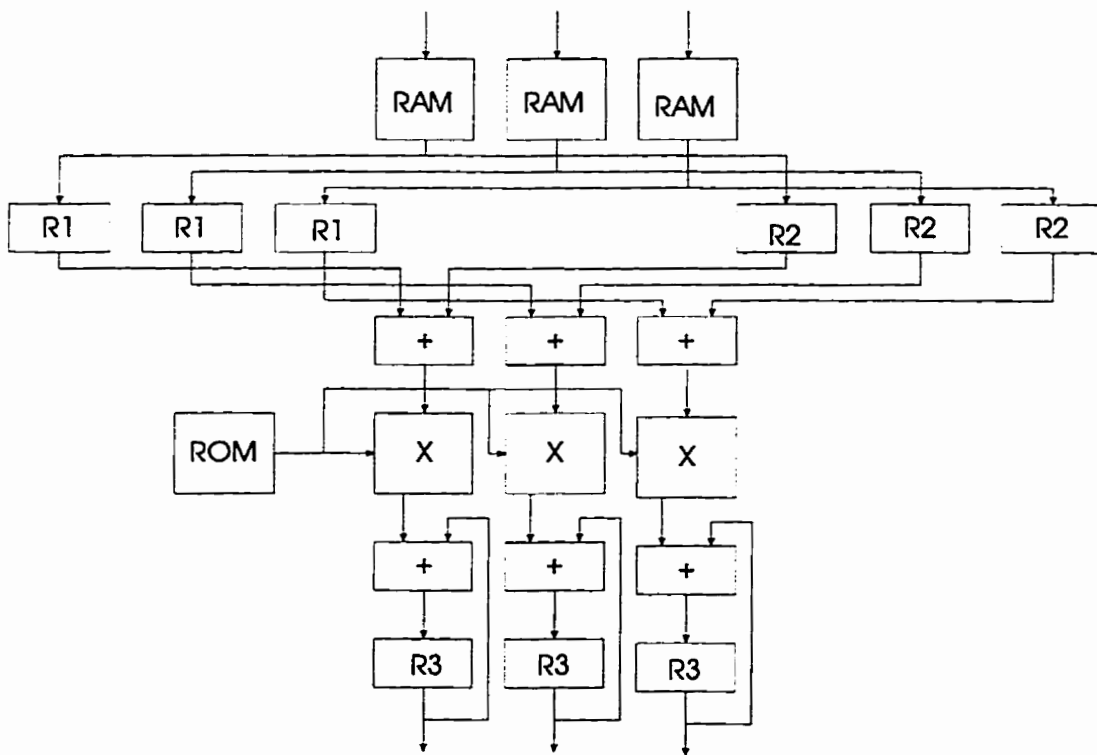 RAM RAM RAM
R1 R1 R1 R2 R2 R2
+ + +
ROM X X X
+ + +
R3 R3 R3